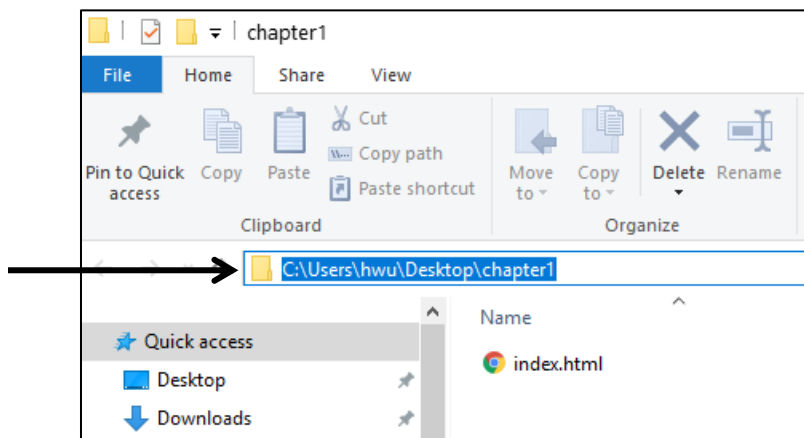 chapter1
File Home Share View
Pin to Quick access
Copy
Paste
Cut
Copy path
Paste shortcut
Move to
Copy to
Delete
Rename
Clipboard
Organize
C:\Users\hwu\Desktop\chapter1
Name
Quick access
index.html
Desktop
Downloads